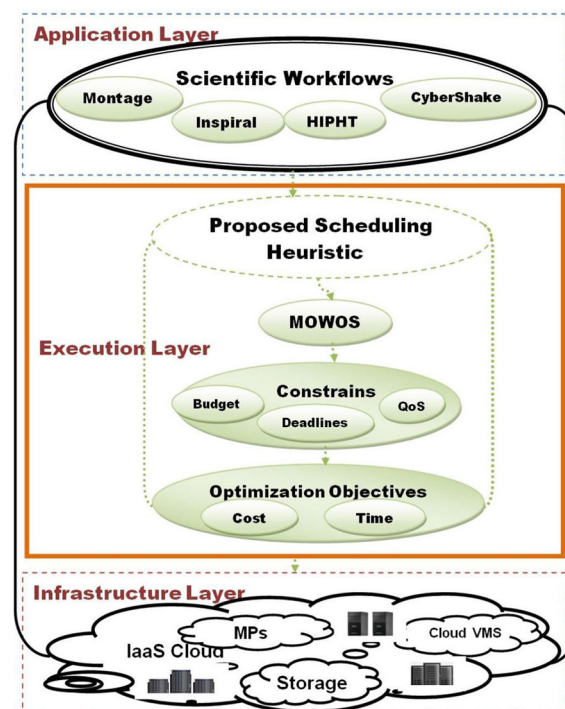 Application Layer
Scientific Workflows
Montage
CyberShake
Inspiral
HIPHT
Proposed Scheduling
Heuristic
MOWOS
Execution Layer
Constrains
Budget
QoS
Deadlines
Optimization Objectives
Cost
Time
Infrastructure Layer
MPs
Cloud VMS
IaaS Cloud
Storage